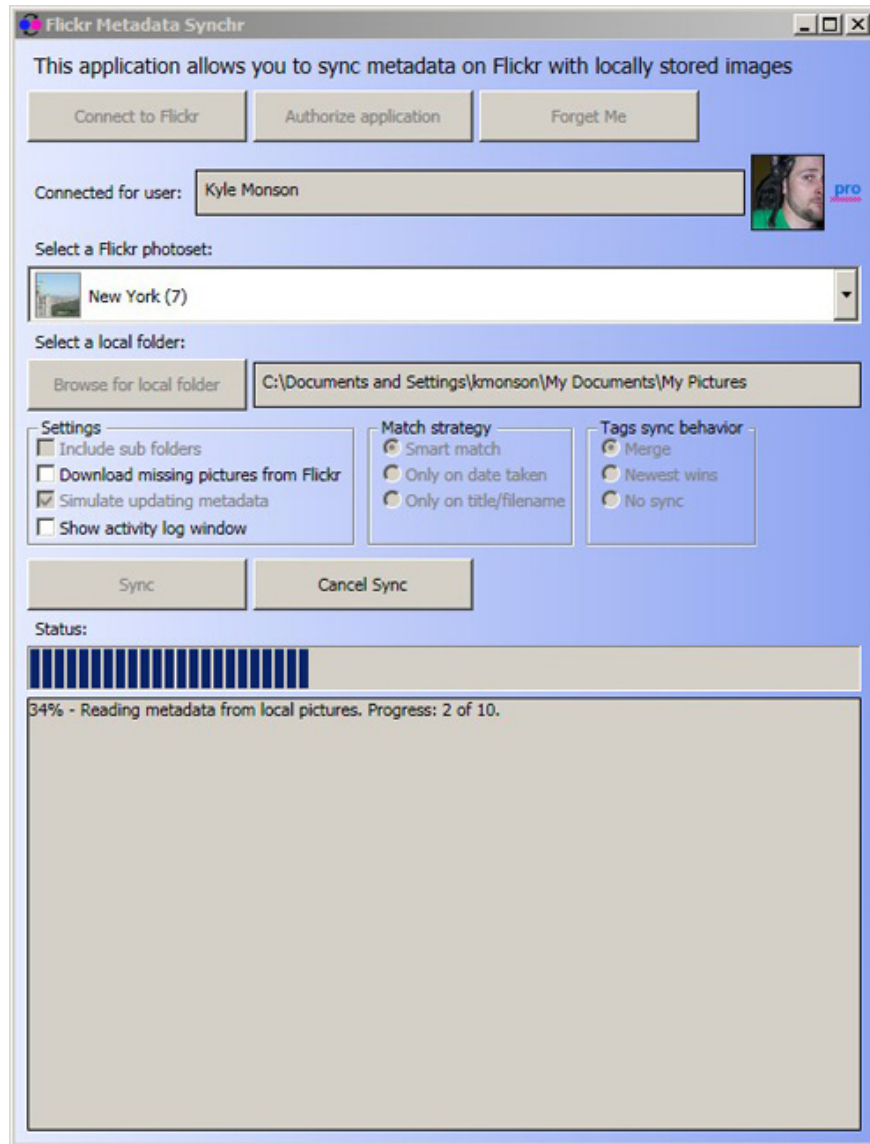 Flickr Metadata Synchr
This application allows you to sync metadata on Flickr with locally stored images
Connect to Flickr Authorize application Forget Me
Connected for user: Kyle Monson pro
Select a Flickr photoset:
New York (7)
Select a local folder:
Browse for local folder C:\Documents and Settings\kmonson\My Documents\My Pictures
Settings Match strategy Tags sync behavior
Include sub folders Smart match Merge
Download missing pictures from Flickr Only on date taken Newest wins
Simulate updating metadata Only on title/filename No sync
Show activity log window
Sync Cancel Sync
Status:
34% - Reading metadata from local pictures. Progress: 2 of 10.